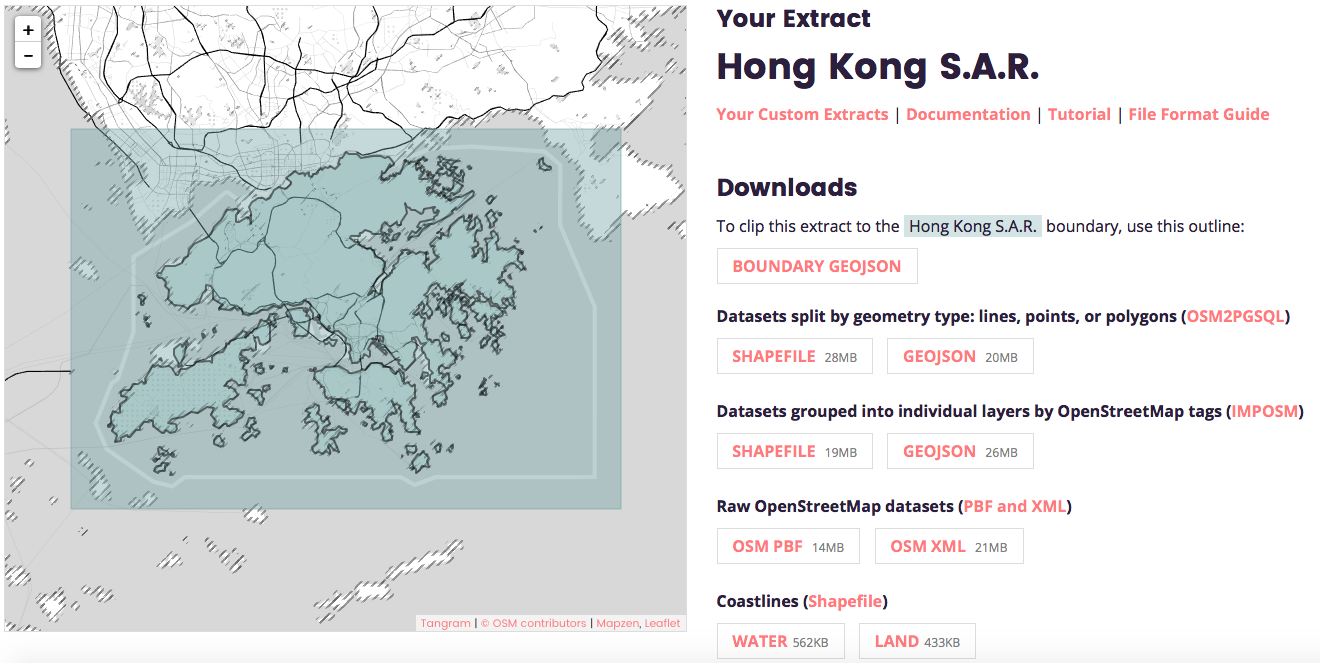 +
−
Tangram | © OSM contributors | Mapzen, Leaflet
Your Extract
Hong Kong S.A.R.
Your Custom Extracts | Documentation | Tutorial | File Format Guide
Downloads
To clip this extract to the Hong Kong S.A.R. boundary, use this outline:
BOUNDARY GEOJSON
Datasets split by geometry type: lines, points, or polygons (OSM2PGSQL)
SHAPEFILE 28MB GEOJSON 20MB
Datasets grouped into individual layers by OpenStreetMap tags (IMPOSM)
SHAPEFILE 19MB GEOJSON 26MB
Raw OpenStreetMap datasets (PBF and XML)
OSM PBF 14MB OSM XML 21MB
Coastlines (Shapefile)
WATER 562KB LAND 433KB